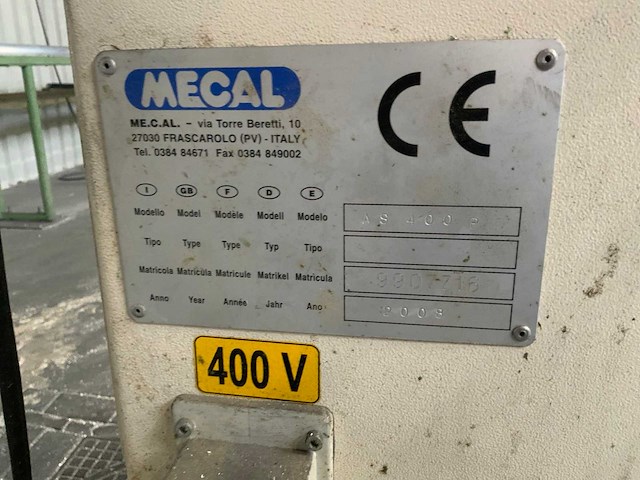 MECAL
CE
ME.C.AL. - via Torre Beretti, 10
27030 FRASCAROLO (PV) - ITALY
Tel. 0384 84671 Fax 0384 849002
I GB F D E
Modello Model Modèle Modell Modelo
Tipo Type Type Typ Tipo
Matricola Matricula Matricule Matrikel Matricula 9907716
Anno Year Année Jahr Ano
400 V